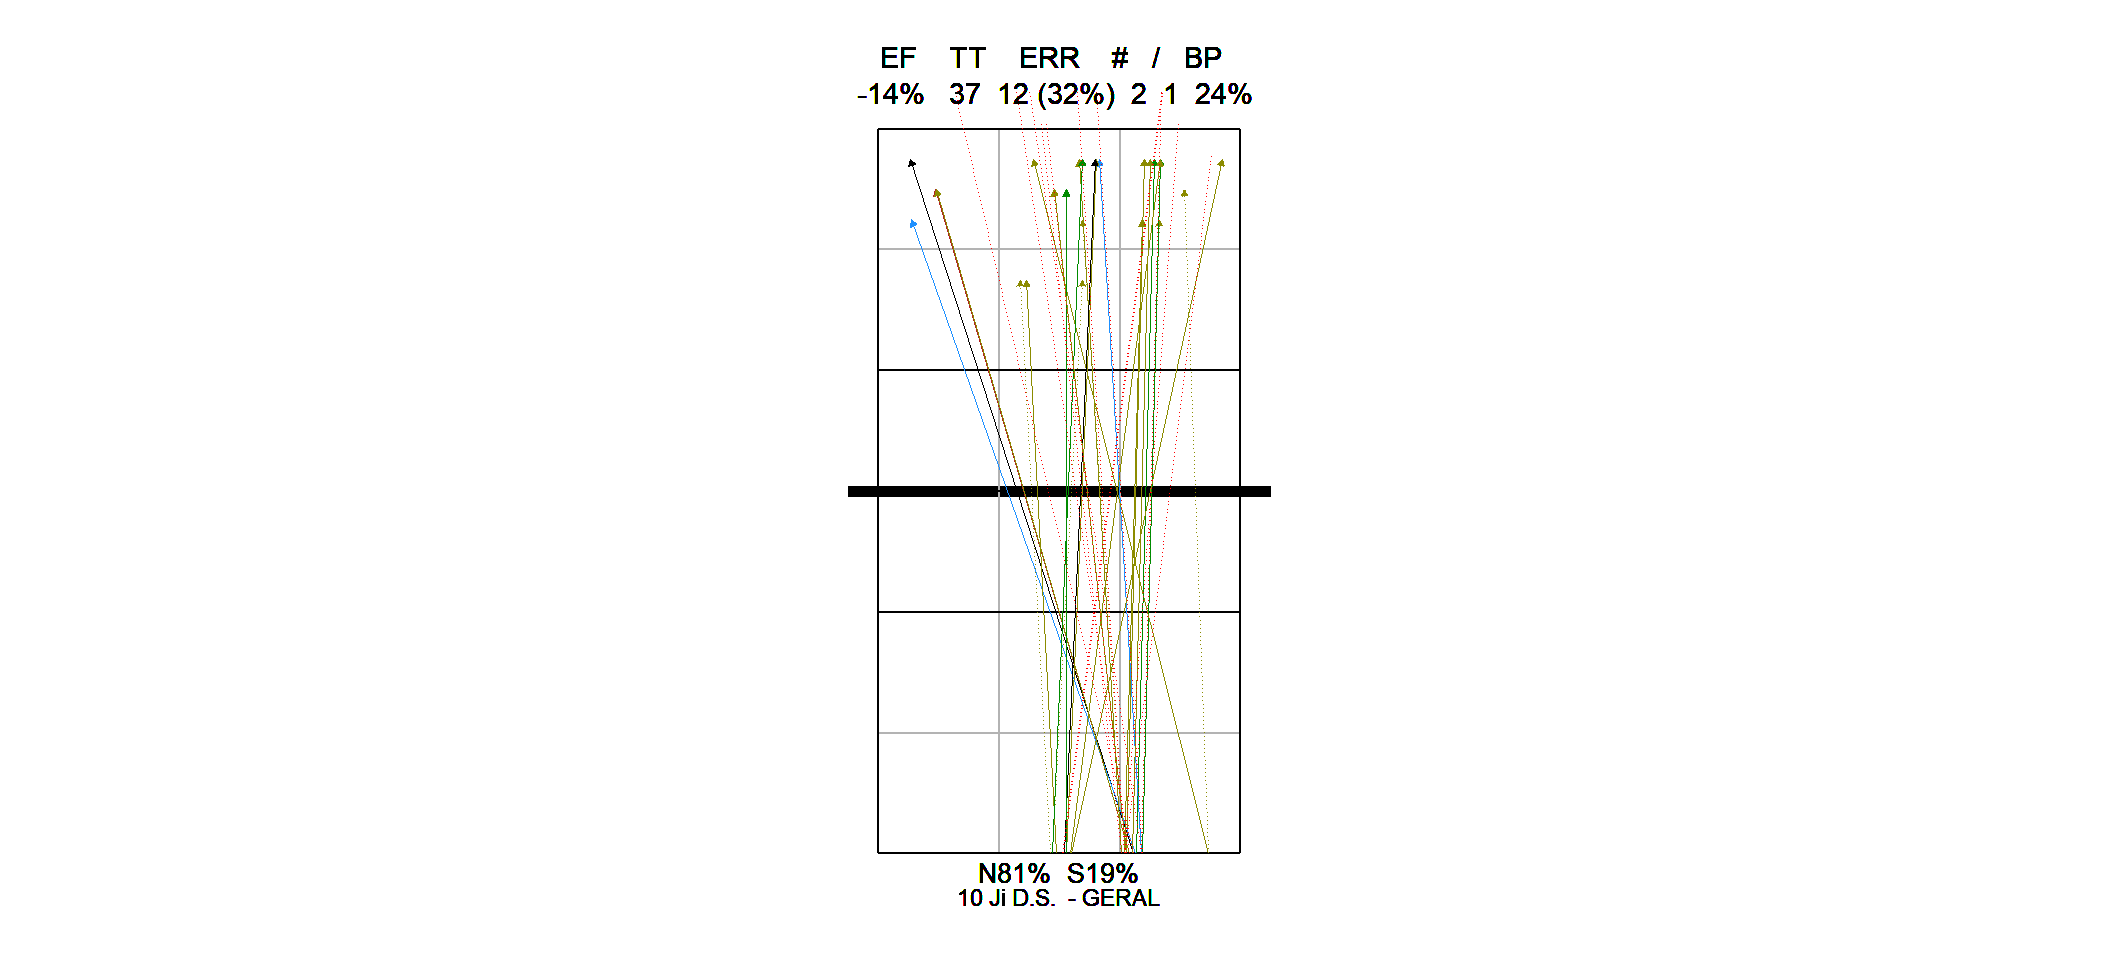 EF TT ERR # / BP
-14% 37 12 (32%) 2 1 24%
N81% S19%
10 Ji D.S. - GERAL